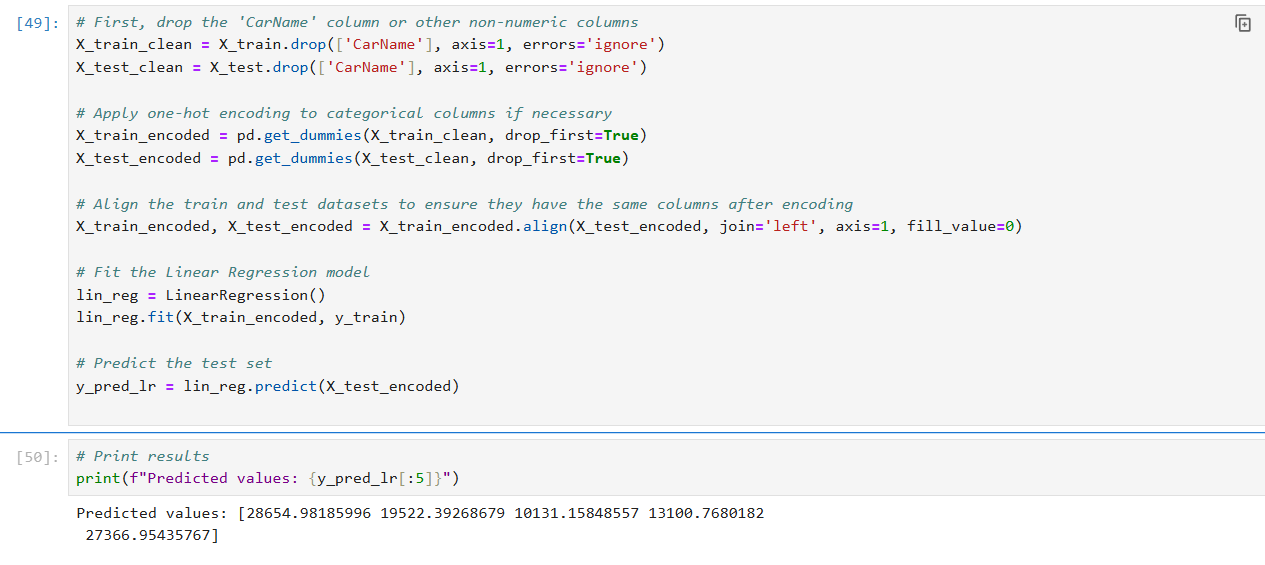 [49]:
# First, drop the 'CarName' column or other non-numeric columns
X_train_clean = X_train.drop(['CarName'], axis=1, errors='ignore')
X_test_clean = X_test.drop(['CarName'], axis=1, errors='ignore')
# Apply one-hot encoding to categorical columns if necessary
X_train_encoded = pd.get_dummies(X_train_clean, drop_first=True)
X_test_encoded = pd.get_dummies(X_test_clean, drop_first=True)
# Align the train and test datasets to ensure they have the same columns after encoding
X_train_encoded, X_test_encoded = X_train_encoded.align(X_test_encoded, join='left', axis=1, fill_value=0)
# Fit the Linear Regression model
lin_reg = LinearRegression()
lin_reg.fit(X_train_encoded, y_train)
# Predict the test set
y_pred_lr = lin_reg.predict(X_test_encoded)
[50]:
# Print results
print(f"Predicted values: {y_pred_lr[:5]}")
Predicted values: [28654.98185996 19522.39268679 10131.15848557 13100.7680182
27366.95435767]